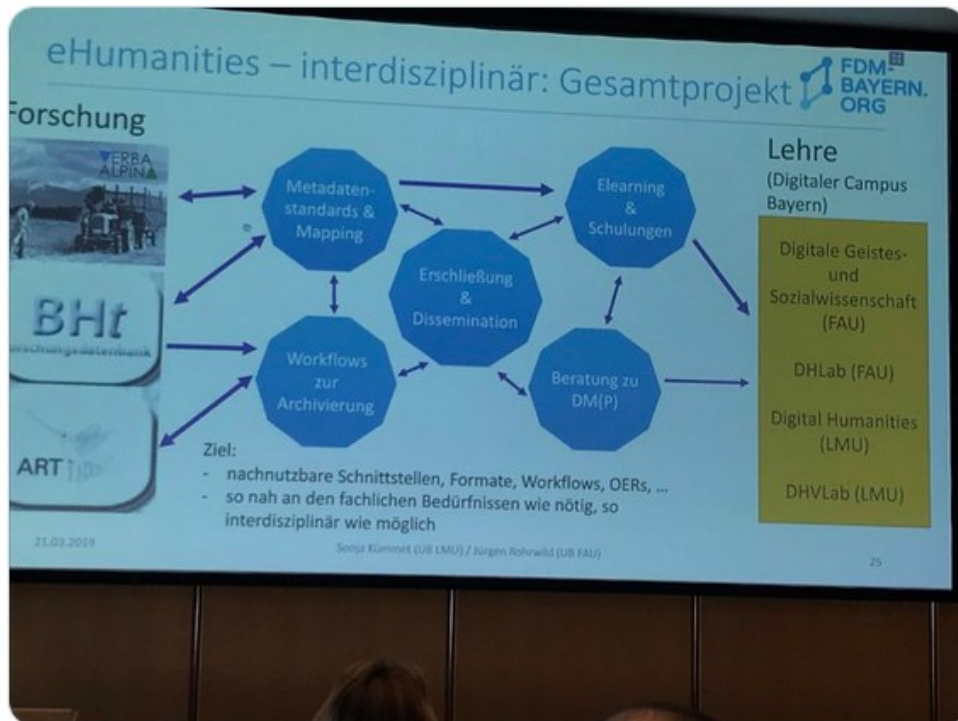 eHumanities – interdisziplinär: Gesamtprojekt
FDM-
BAYERN.
ORG
Forschung
VERBA
ALPINA
BHt
ART
Metadaten-
standards &
Mapping
Elearning
&
Schulungen
Erschließung
&
Dissemination
Workflows
zur
Archivierung
Beratung zu
DM(P)
Lehre
(Digitaler Campus
Bayern)
Digitale Geistes-
und
Sozialwissenschaft
(FAU)
DHLab (FAU)
Digital Humanities
(LMU)
DHVLab (LMU)
Ziel:
- nachnutzbare Schnittstellen, Formate, Workflows, OERs, ...
- so nah an den fachlichen Bedürfnissen wie nötig, so
interdisziplinär wie möglich
21.03.2019
Sonja Kümmet (UB LMU) / Jürgen Rohrwild (UB FAU)
25